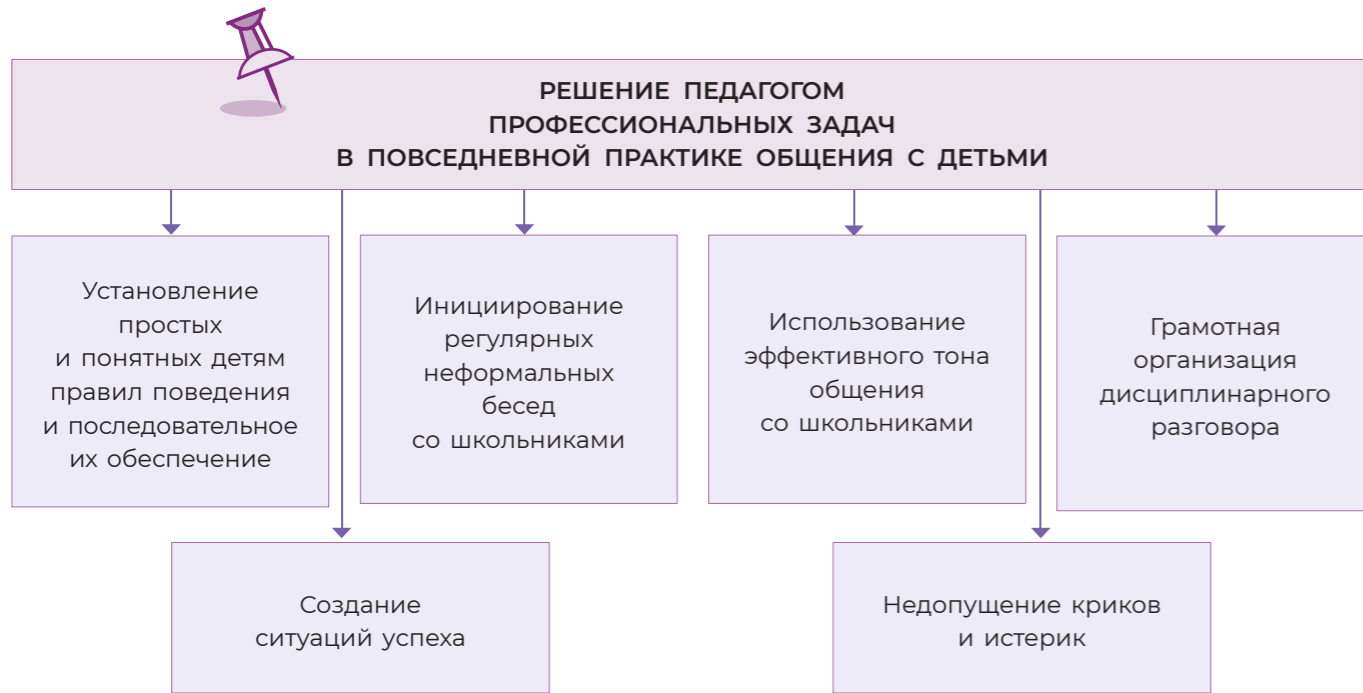 РЕШЕНИЕ ПЕДАГОГОМ
ПРОФЕССИОНАЛЬНЫХ ЗАДАЧ
В ПОВСЕДНЕВНОЙ ПРАКТИКЕ ОБЩЕНИЯ С ДЕТЬМИ
Установление
простых
и понятных детям
правил поведения
и последовательное
их обеспечение
Инициирование
регулярных
неформальных
бесед
со школьниками
Использование
эффективного тона
общения
со школьниками
Грамотная
организация
дисциплинарного
разговора
Создание
ситуаций успеха
Недопущение криков
и истерик